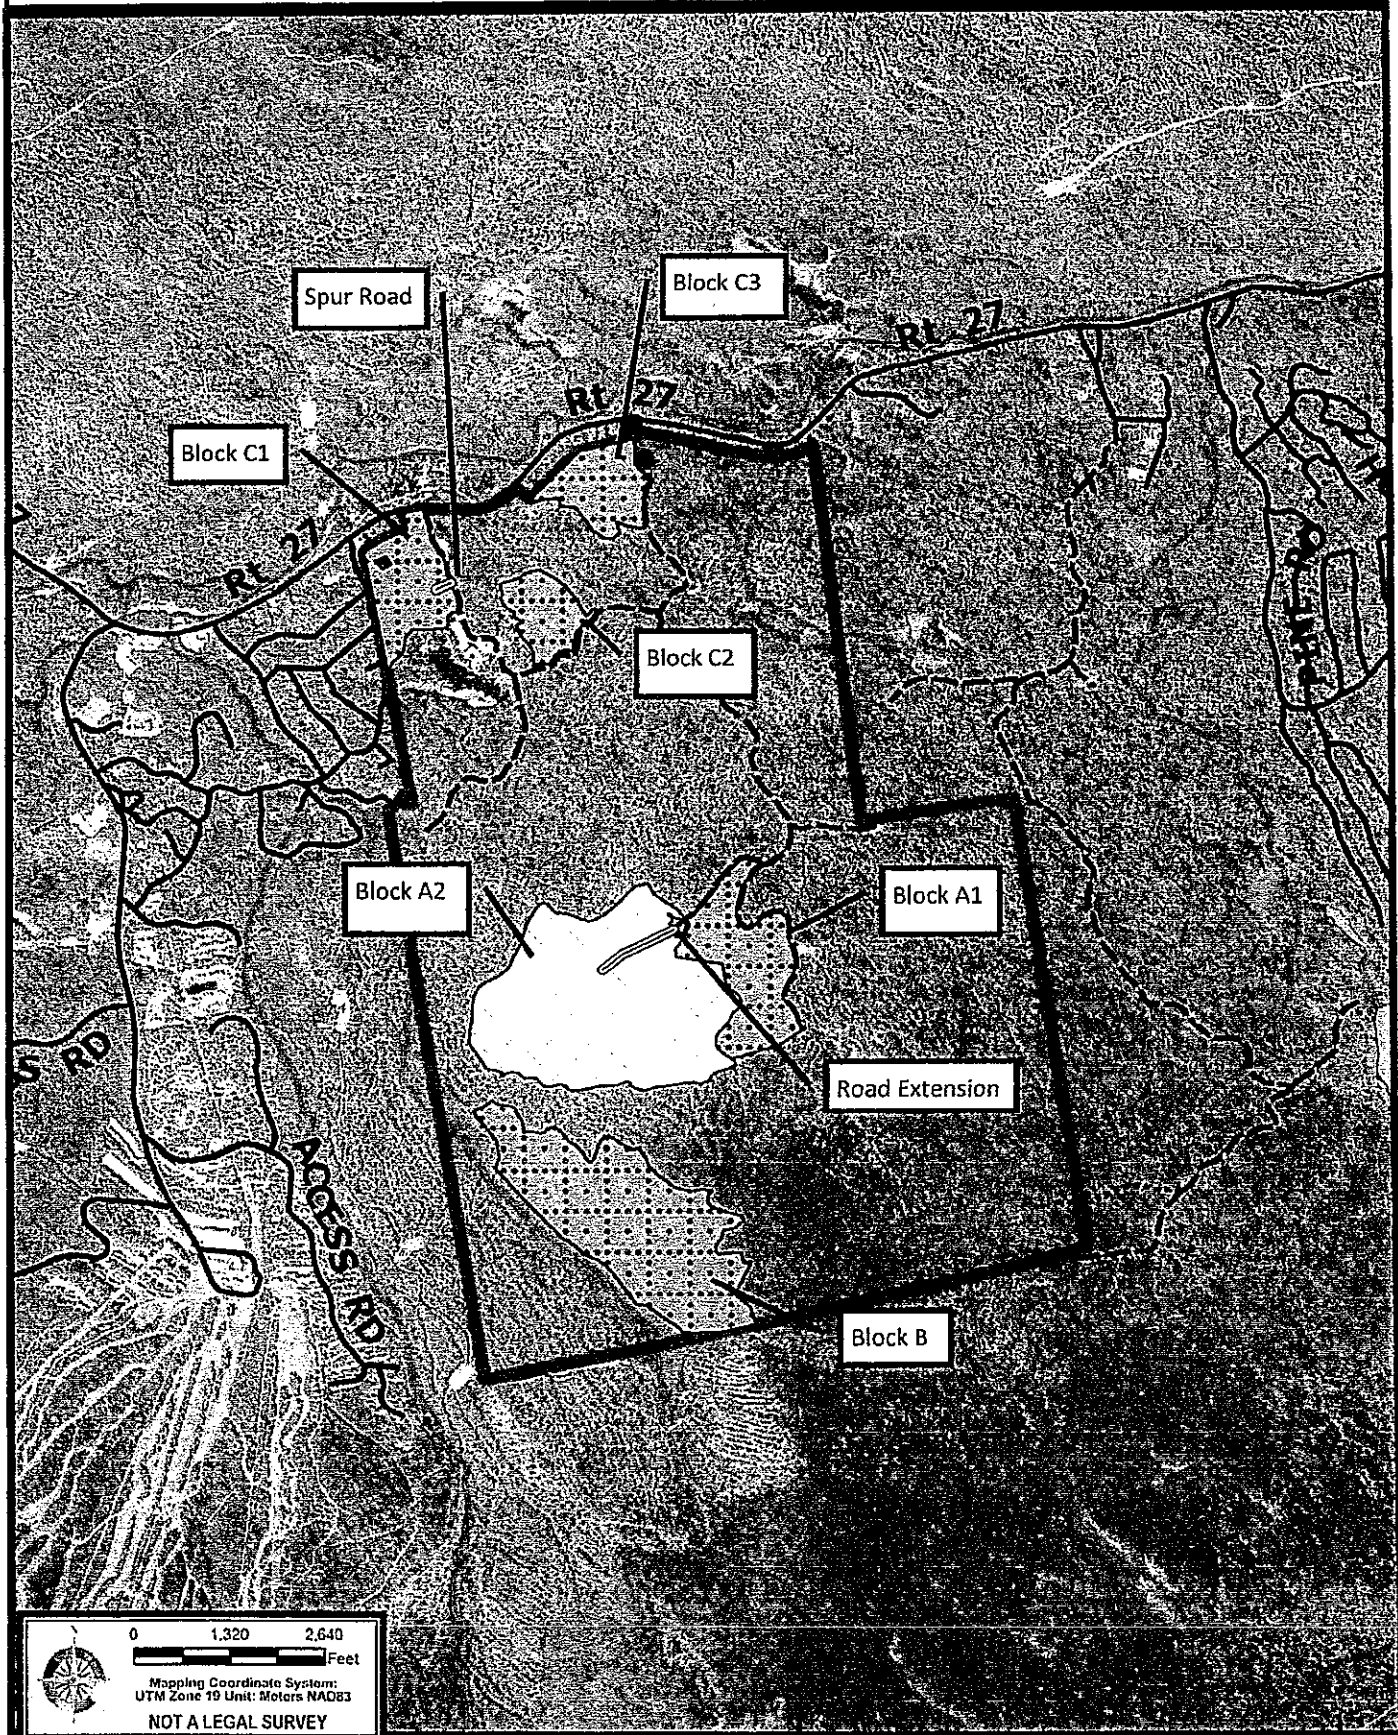 Block C3
Spur Road
Rt 27
Rt 27
Block C1
Rt 27
Block C2
Block A2
Block A1
Road Extension
S RD
ACCESS RD
Block B
0 1,320 2,640
Feet
Mapping Coordinate System:
UTM Zone 19 Unit: Meters NAD83
NOT A LEGAL SURVEY